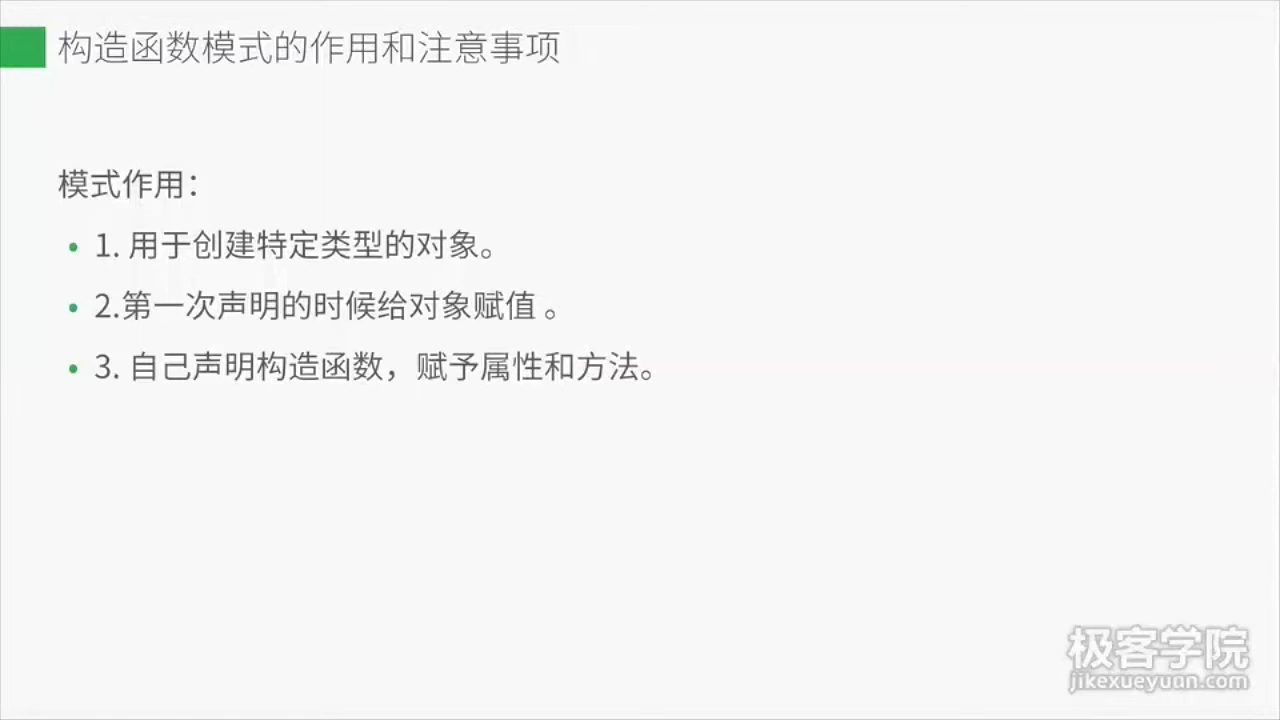 构造函数模式的作用和注意事项
模式作用：
• 1. 用于创建特定类型的对象。
• 2.第一次声明的时候给对象赋值 。
• 3. 自己声明构造函数，赋予属性和方法。
极客学院
jikexueyuan.com